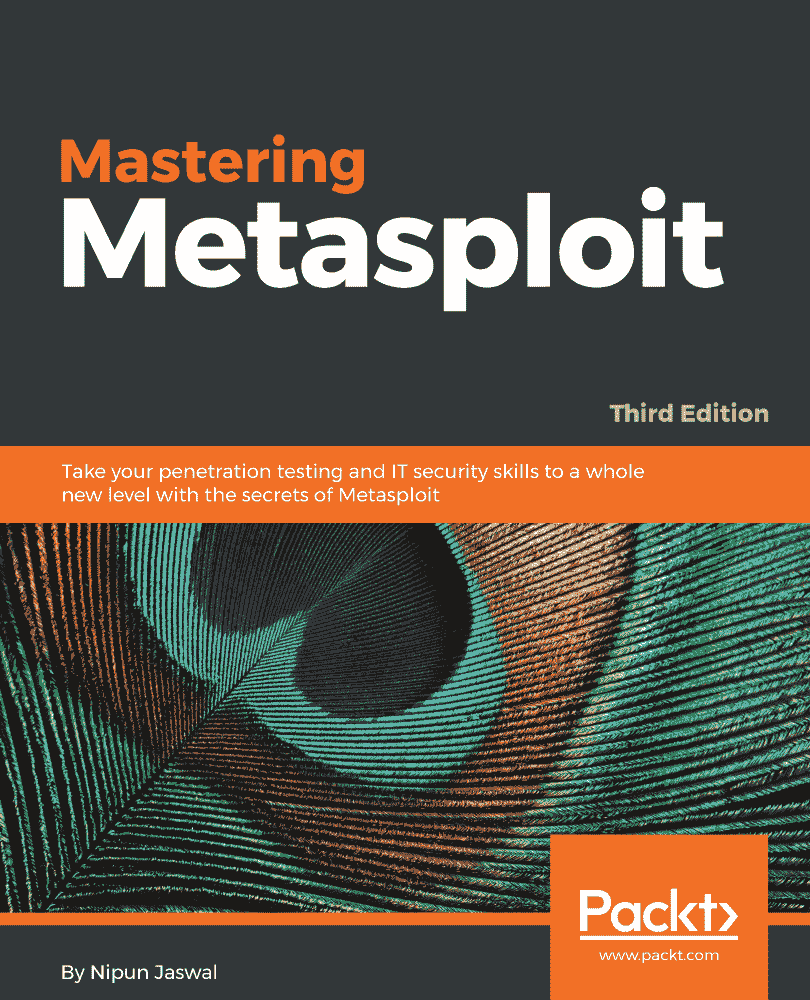 Mastering
Metasploit
Third Edition
Take your penetration testing and IT security skills to a whole
new level with the secrets of Metasploit
Packt>
www.packt.com
By Nipun Jaswal